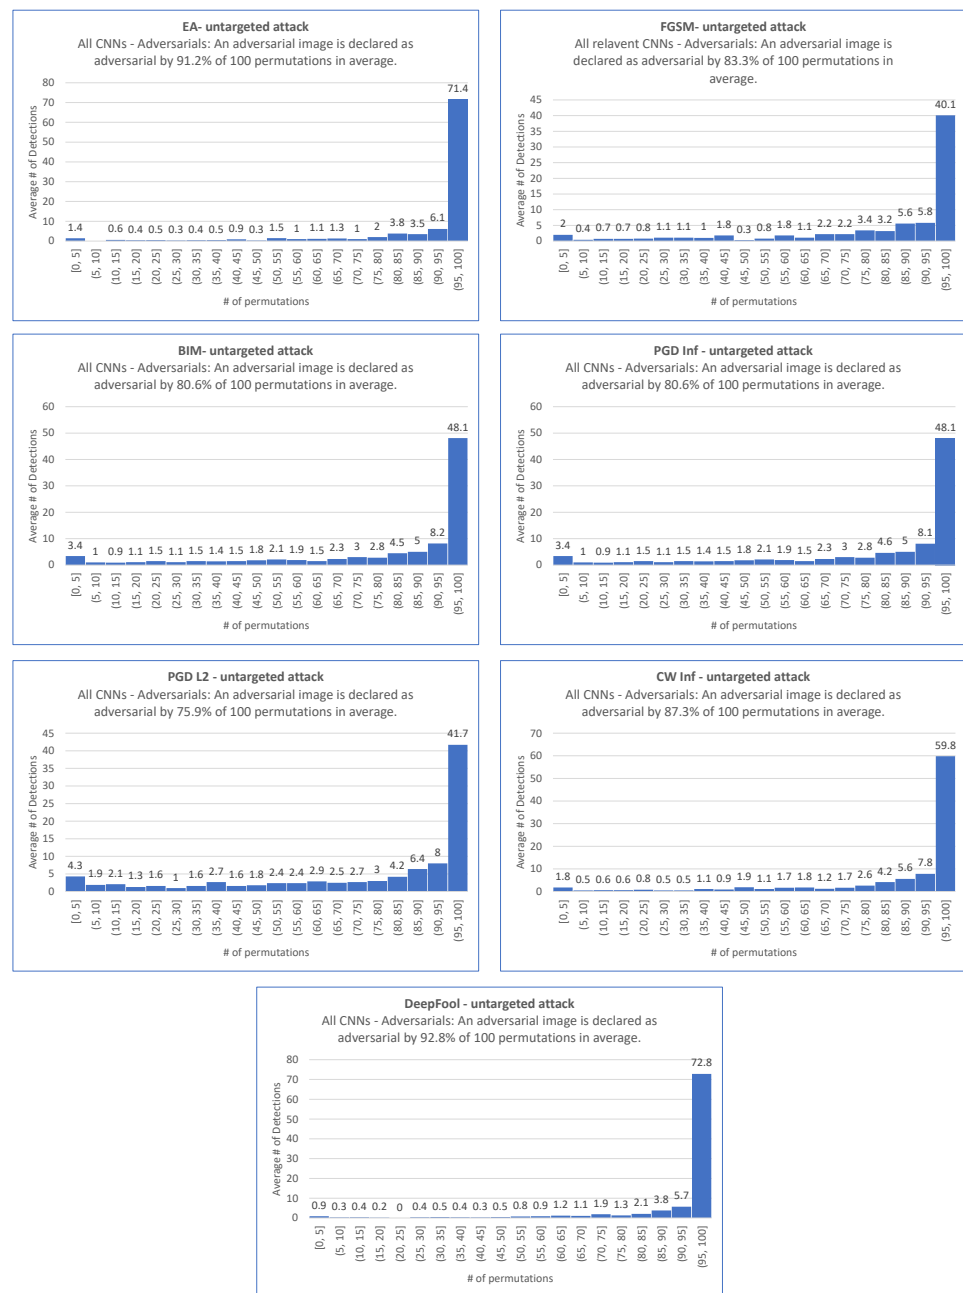 EA- untargeted attack
All CNNs - Adversarials: An adversarial image is declared as
adversarial by 91.2% of 100 permutations in average.
Average # of Detections
80
70
60
50
40
30
20
10
0
1.4 0.6 0.4 0.5 0.3 0.4 0.5 0.9 0.3 1.5 1 1.1 1.3 1 2 3.8 3.5 6.1 71.4
[0, 5] (5, 10] (10, 15] (15, 20] (20, 25] (25, 30] (30, 35] (35, 40] (40, 45] (45, 50] (50, 55] (55, 60] (60, 65] (65, 70] (70, 75] (75, 80] (80, 85] (85, 90] (90, 95] (95, 100]
# of permutations
FGSM- untargeted attack
All relavent CNNs - Adversarials: An adversarial image is
declared as adversarial by 83.3% of 100 permutations in
average.
Average # of Detections
45
40
35
30
25
20
15
10
5
0
2 0.4 0.7 0.7 0.8 1.1 1.1 1 1.8 0.3 0.8 1.8 1.1 2.2 2.2 3.4 3.2 5.6 5.8 40.1
[0, 5] (5, 10] (10, 15] (15, 20] (20, 25] (25, 30] (30, 35] (35, 40] (40, 45] (45, 50] (50, 55] (55, 60] (60, 65] (65, 70] (70, 75] (75, 80] (80, 85] (85, 90] (90, 95] (95, 100]
# of permutations
BIM- untargeted attack
All CNNs - Adversarials: An adversarial image is declared as
adversarial by 80.6% of 100 permutations in average.
Average # of Detections
60
50
40
30
20
10
0
3.4 1 0.9 1.1 1.5 1.1 1.5 1.4 1.5 1.8 2.1 1.9 1.5 2.3 3 2.8 4.5 5 8.2 48.1
[0, 5] (5, 10] (10, 15] (15, 20] (20, 25] (25, 30] (30, 35] (35, 40] (40, 45] (45, 50] (50, 55] (55, 60] (60, 65] (65, 70] (70, 75] (75, 80] (80, 85] (85, 90] (90, 95] (95, 100]
# of permutations
PGD Inf - untargeted attack
All CNNs - Adversarials: An adversarial image is declared as
adversarial by 80.6% of 100 permutations in average.
Average # of Detections
60
50
40
30
20
10
0
3.4 1 0.9 1.1 1.5 1.1 1.5 1.4 1.5 1.8 2.1 1.9 1.5 2.3 3 2.8 4.6 5 8.1 48.1
[0, 5] (5, 10] (10, 15] (15, 20] (20, 25] (25, 30] (30, 35] (35, 40] (40, 45] (45, 50] (50, 55] (55, 60] (60, 65] (65, 70] (70, 75] (75, 80] (80, 85] (85, 90] (90, 95] (95, 100]
# of permutations
PGD L2 - untargeted attack
All CNNs - Adversarials: An adversarial image is declared as
adversarial by 75.9% of 100 permutations in average.
Average # of Detections
45
40
35
30
25
20
15
10
5
0
4.3 1.9 2.1 1.3 1.6 1 1.6 2.7 1.6 1.8 2.4 2.4 2.9 2.5 2.7 3 4.2 6.4 8 41.7
[0, 5] (5, 10] (10, 15] (15, 20] (20, 25] (25, 30] (30, 35] (35, 40] (40, 45] (45, 50] (50, 55] (55, 60] (60, 65] (65, 70] (70, 75] (75, 80] (80, 85] (85, 90] (90, 95] (95, 100]
# of permutations
CW Inf - untargeted attack
All CNNs - Adversarials: An adversarial image is declared as
adversarial by 87.3% of 100 permutations in average.
Average # of Detections
70
60
50
40
30
20
10
0
1.8 0.5 0.6 0.6 0.8 0.5 0.5 1.1 0.9 1.9 1.1 1.7 1.8 1.2 1.7 2.6 4.2 5.6 7.8 59.8
[0, 5] (5, 10] (10, 15] (15, 20] (20, 25] (25, 30] (30, 35] (35, 40] (40, 45] (45, 50] (50, 55] (55, 60] (60, 65] (65, 70] (70, 75] (75, 80] (80, 85] (85, 90] (90, 95] (95, 100]
# of permutations
DeepFool - untargeted attack
All CNNs - Adversarials: An adversarial image is declared as
adversarial by 92.8% of 100 permutations in average.
Average # of Detections
80
70
60
50
40
30
20
10
0
0.9 0.3 0.4 0.2 0 0.4 0.5 0.4 0.3 0.5 0.8 0.9 1.2 1.1 1.9 1.3 2.1 3.8 5.7 72.8
[0, 5] (5, 10] (10, 15] (15, 20] (20, 25] (25, 30] (30, 35] (35, 40] (40, 45] (45, 50] (50, 55] (55, 60] (60, 65] (65, 70] (70, 75] (75, 80] (80, 85] (85, 90] (90, 95] (95, 100]
# of permutations